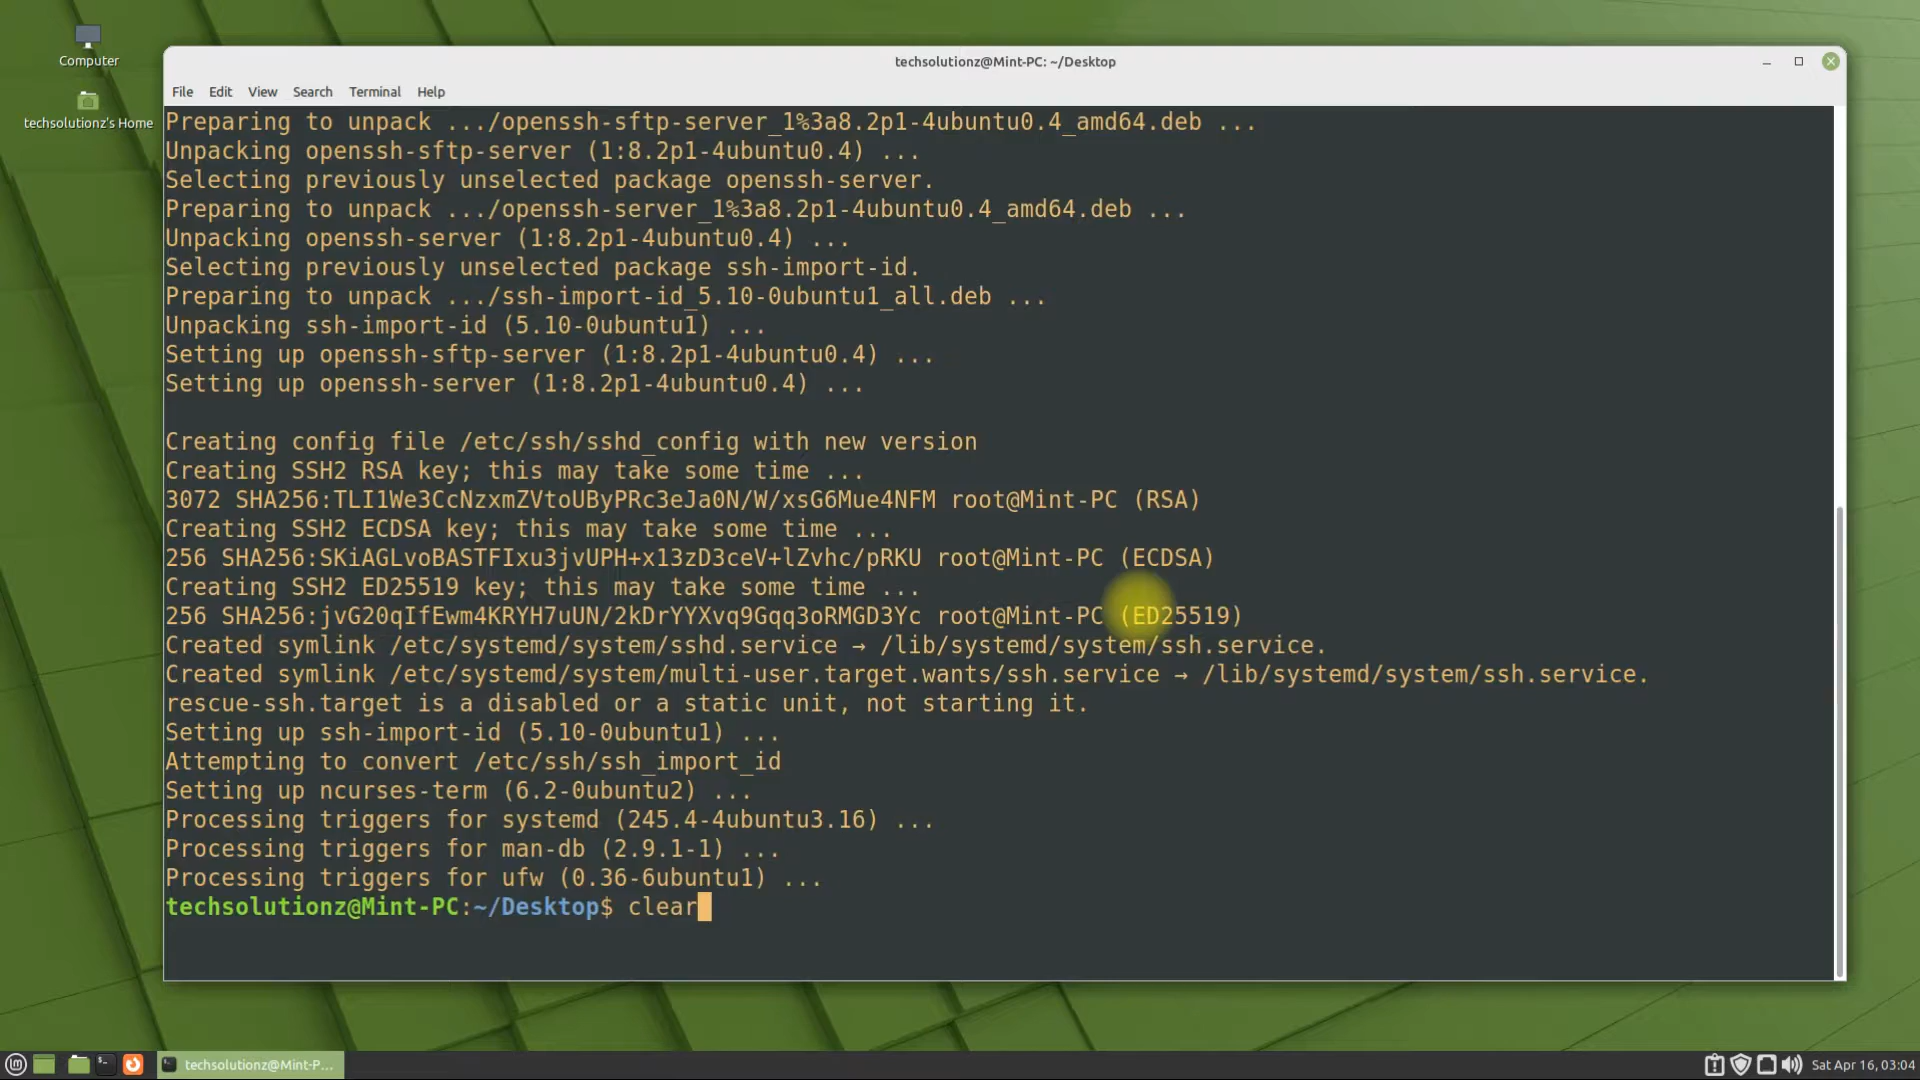 Computer
techsolutionz's Home
techsolutionz@Mint-PC: ~/Desktop
File Edit View Search Terminal Help
Preparing to unpack .../openssh-sftp-server_1%3a8.2p1-4ubuntu0.4_amd64.deb ...
Unpacking openssh-sftp-server (1:8.2p1-4ubuntu0.4) ...
Selecting previously unselected package openssh-server.
Preparing to unpack .../openssh-server_1%3a8.2p1-4ubuntu0.4_amd64.deb ...
Unpacking openssh-server (1:8.2p1-4ubuntu0.4) ...
Selecting previously unselected package ssh-import-id.
Preparing to unpack .../ssh-import-id_5.10-0ubuntu1_all.deb ...
Unpacking ssh-import-id (5.10-0ubuntu1) ...
Setting up openssh-sftp-server (1:8.2p1-4ubuntu0.4) ...
Setting up openssh-server (1:8.2p1-4ubuntu0.4) ...
Creating config file /etc/ssh/sshd_config with new version
Creating SSH2 RSA key; this may take some time ...
3072 SHA256:TLI1We3CcNzxmZVtoUByPRc3eJa0N/W/xsG6Mue4NFM root@Mint-PC (RSA)
Creating SSH2 ECDSA key; this may take some time ...
256 SHA256:SKiAGLvoBASTFIxu3jvUPH+x13zD3ceV+lZvhc/pRKU root@Mint-PC (ECDSA)
Creating SSH2 ED25519 key; this may take some time ...
256 SHA256:jvG20qIfEwm4KRYH7uUN/2kDrYYXvq9Gqq3oRMGD3Yc root@Mint-PC (ED25519)
Created symlink /etc/systemd/system/sshd.service → /lib/systemd/system/ssh.service.
Created symlink /etc/systemd/system/multi-user.target.wants/ssh.service → /lib/systemd/system/ssh.service.
rescue-ssh.target is a disabled or a static unit, not starting it.
Setting up ssh-import-id (5.10-0ubuntu1) ...
Attempting to convert /etc/ssh/ssh_import_id
Setting up ncurses-term (6.2-0ubuntu2) ...
Processing triggers for systemd (245.4-4ubuntu3.16) ...
Processing triggers for man-db (2.9.1-1) ...
Processing triggers for ufw (0.36-6ubuntu1) ...
techsolutionz@Mint-PC:~/Desktop$ clear
techsolutionz@Mint-P...
Sat Apr 16, 03:04